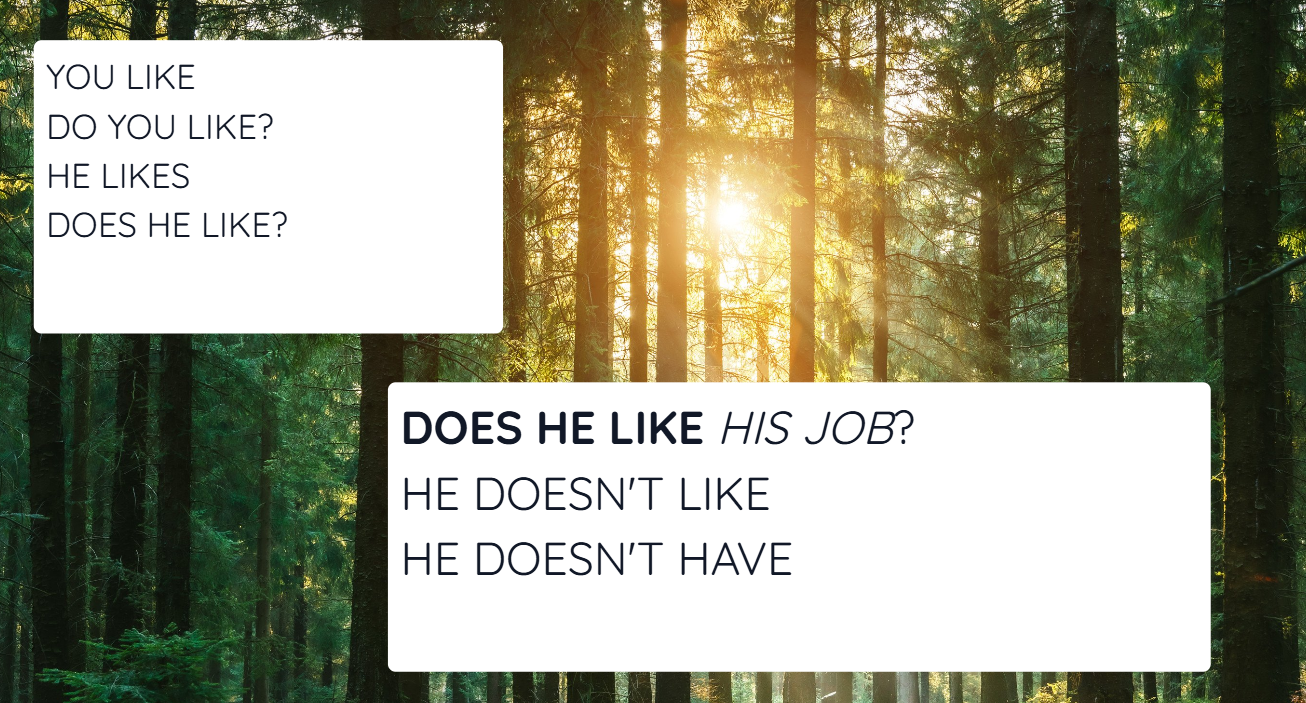 YOU LIKE
DO YOU LIKE?
HE LIKES
DOES HE LIKE?
DOES HE LIKE HIS JOB?
HE DOESN'T LIKE
HE DOESN'T HAVE